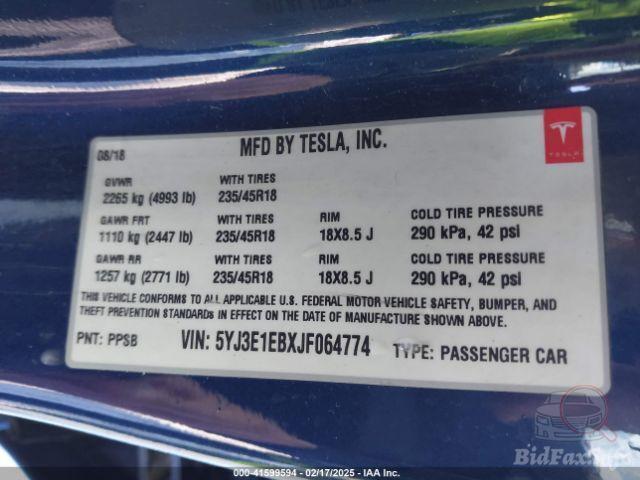 08/18
MFD BY TESLA, INC.
TESLA
GVWR WITH TIRES
2265 kg (4993 lb) 235/45R18
GAWR FRT WITH TIRES RIM COLD TIRE PRESSURE
1110 kg (2447 lb) 235/45R18 18X8.5 J 290 kPa, 42 psi
GAWR RR WITH TIRES RIM COLD TIRE PRESSURE
1257 kg (2771 lb) 235/45R18 18X8.5 J 290 kPa, 42 psi
THIS VEHICLE CONFORMS TO ALL APPLICABLE U.S. FEDERAL MOTOR VEHICLE SAFETY, BUMPER, AND
THEFT PREVENTION STANDARDS IN EFFECT ON THE DATE OF MANUFACTURE SHOWN ABOVE.
PNT: PPSB VIN: 5YJ3E1EBXJF064774 TYPE: PASSENGER CAR
BidFax.info
000-41599594 - 02/17/2025 - IAA Inc.